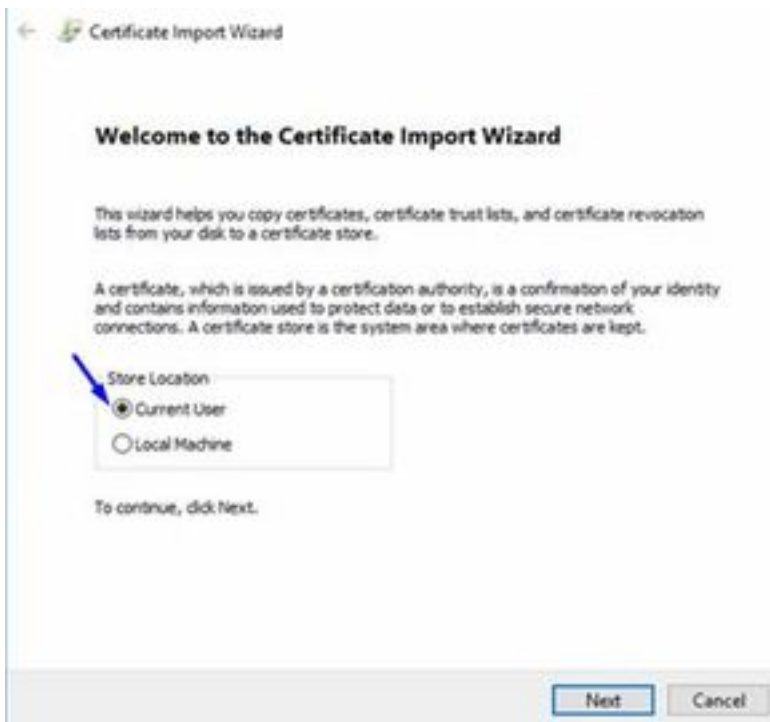 Certificate Import Wizard
Welcome to the Certificate Import Wizard
This wizard helps you copy certificates, certificate trust lists, and certificate revocation
lists from your disk to a certificate store.
A certificate, which is issued by a certification authority, is a confirmation of your identity
and contains information used to protect data or to establish secure network
connections. A certificate store is the system area where certificates are kept.
Store Location
Current User
Local Machine
To continue, click Next.
Next Cancel